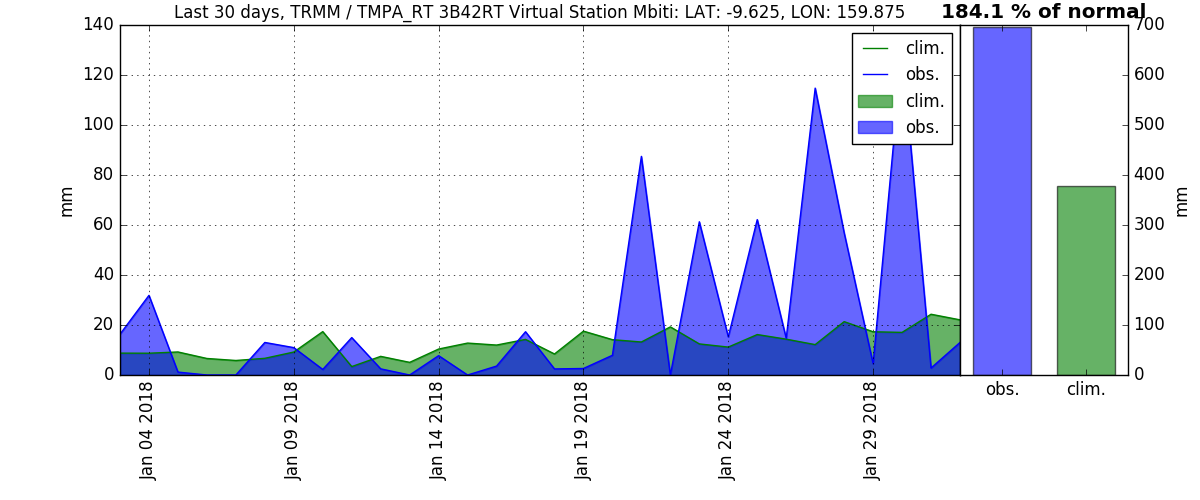 Last 30 days, TRMM / TMPA_RT 3B42RT Virtual Station Mbiti: LAT: -9.625, LON: 159.875
184.1 % of normal
140
120
100
80
60
40
20
0
mm
clim.
obs.
clim.
obs.
Jan 04 2018
Jan 09 2018
Jan 14 2018
Jan 19 2018
Jan 24 2018
Jan 29 2018
700
600
500
400
300
200
100
0
mm
obs.
clim.